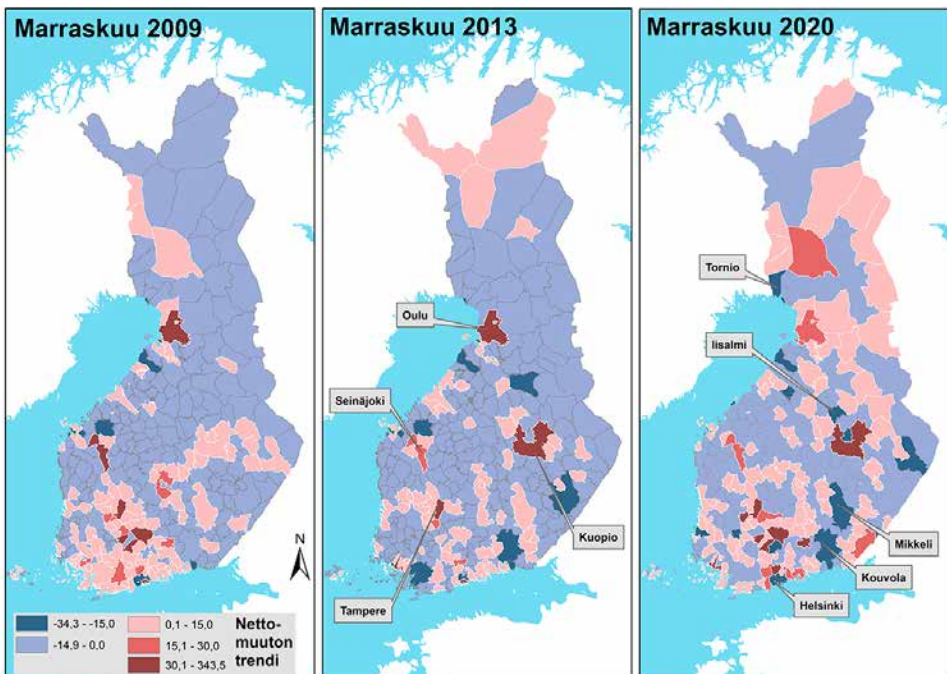 Marraskuu 2009
Marraskuu 2013
Marraskuu 2020
Tornio
Oulu
Iisalmi
Seinäjoki
Kuopio
Mikkeli
N
Kouvola
Tampere
Helsinki
-34,3 - -15,0
-14,9 - 0,0
0,1 - 15,0
15,1 - 30,0
30,1 - 343,5
Netto-
muuton
trendi